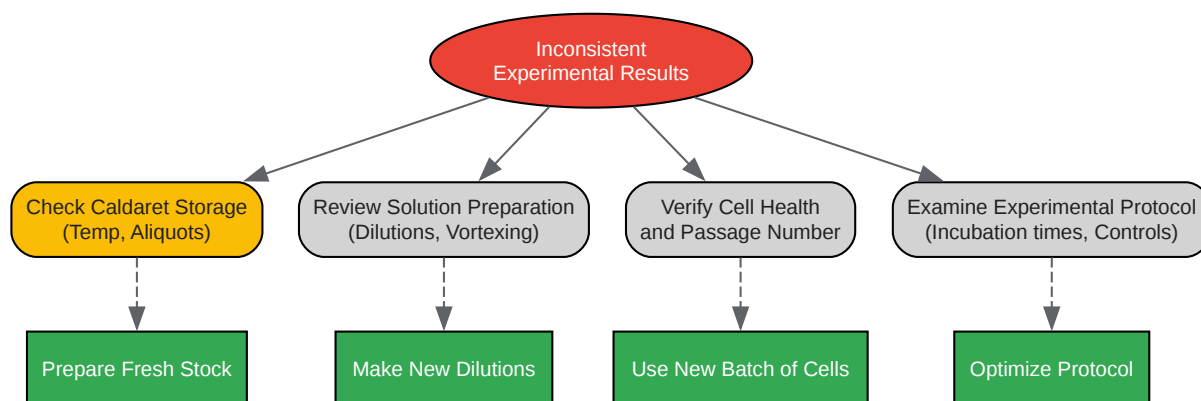 Inconsistent
Experimental Results
Check Caldaret Storage
(Temp, Aliquots)
Review Solution Preparation
(Dilutions, Vortexing)
Verify Cell Health
and Passage Number
Examine Experimental Protocol
(Incubation times, Controls)
Prepare Fresh Stock
Make New Dilutions
Use New Batch of Cells
Optimize Protocol